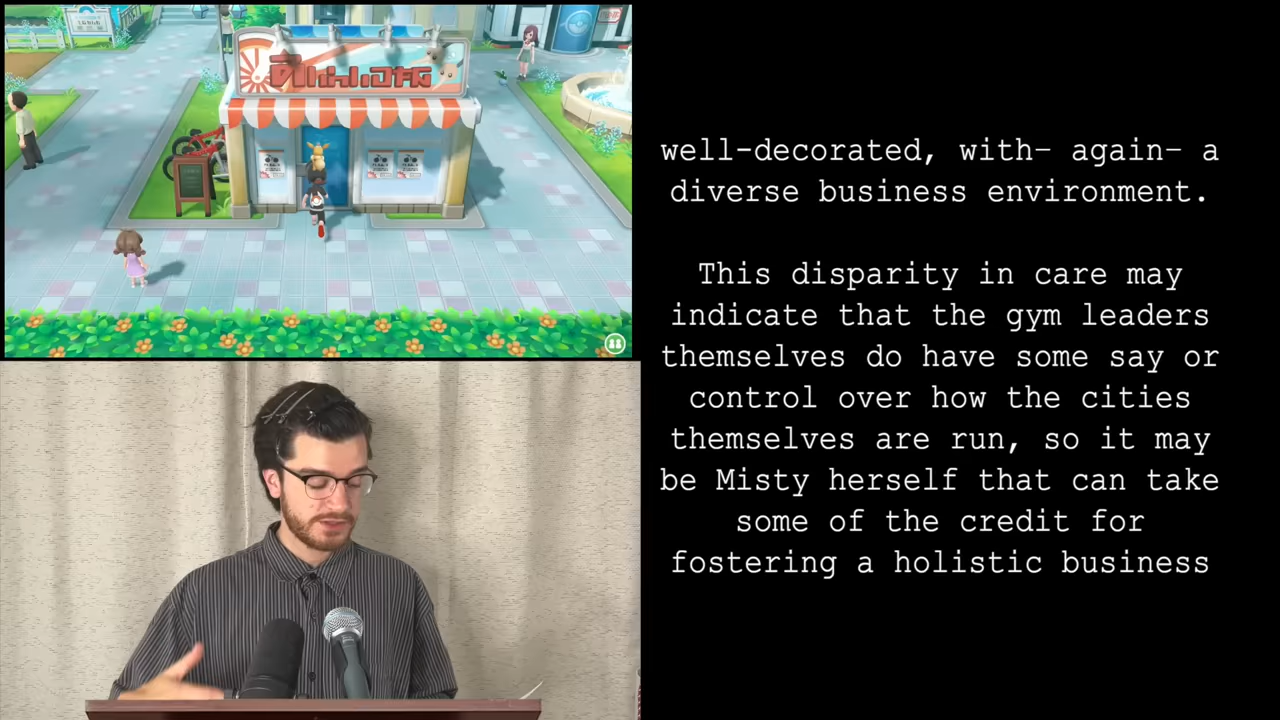 well-decorated, with– again– a
diverse business environment.
This disparity in care may
indicate that the gym leaders
themselves do have some say or
control over how the cities
themselves are run, so it may
be Misty herself that can take
some of the credit for
fostering a holistic business